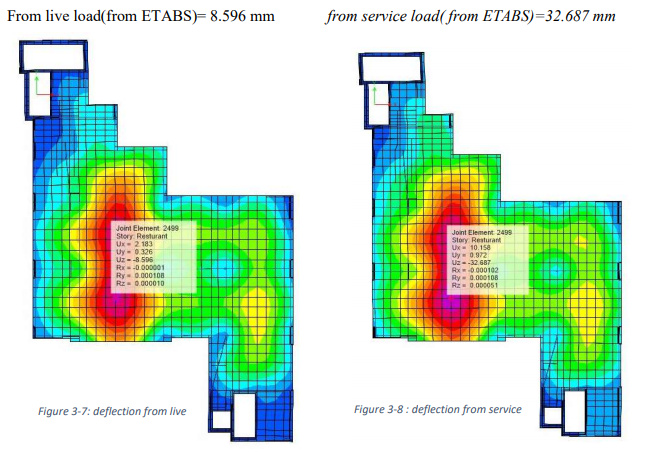 From live load(from ETABS)= 8.596 mm
from service load( from ETABS)=32.687 mm
Joint Element 2499
Story: Resturant
Ux = 2.183
Uy = 0.326
Uz = -8.596
Rx = -0.000001
Ry = 0.000108
Rz = 0.000010
Joint Element 2499
Story: Resturant
Ux = 10.158
Uy = 0.972
Uz = -32.687
Rx = -0.000102
Ry = 0.000108
Rz = 0.000051
Figure 3-7: deflection from live
Figure 3-8 : deflection from service